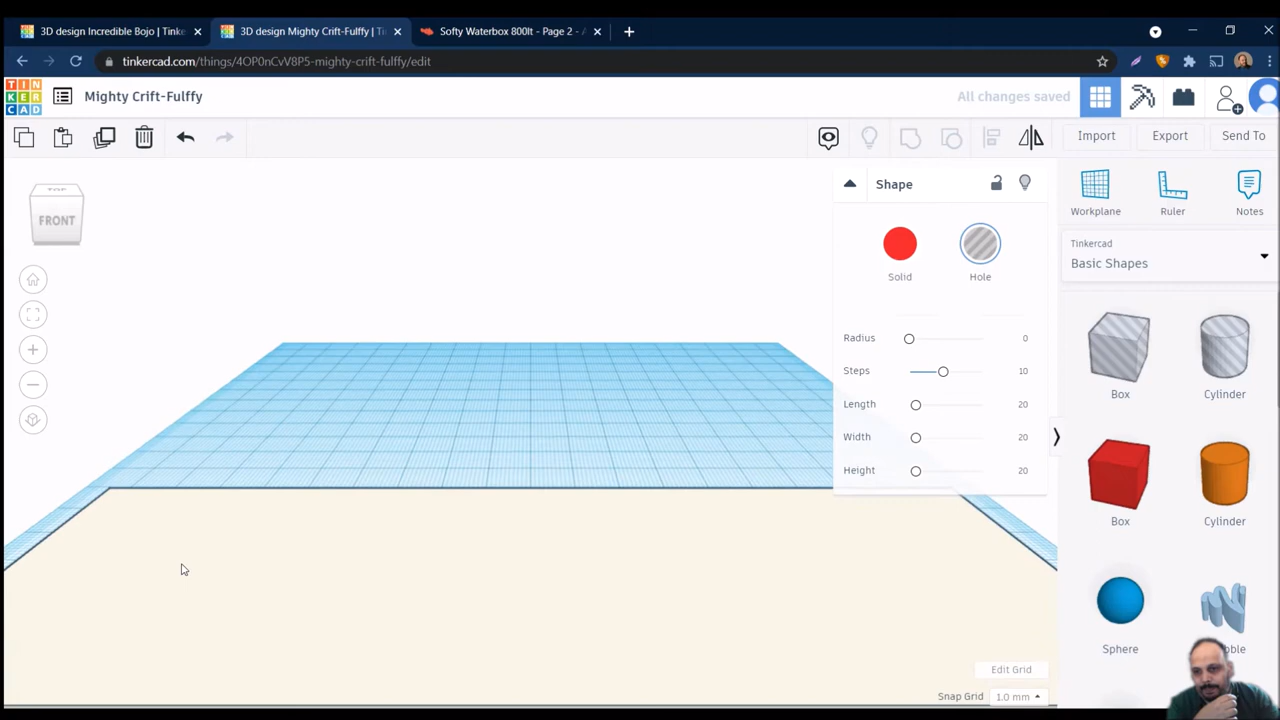 3D design Incredible Bojo | Tinke
3D design Mighty Crift-Fulffy | Ti
Softy Waterbox 800lt - Page 2 - A
tinkercad.com/things/4OP0nCvV8P5-mighty-crift-fulffy/edit
TIN
KER
CAD
Mighty Crift-Fulffy
All changes saved
Import
Export
Send To
TOP
FRONT
Shape
Solid
Hole
Radius 0
Steps 10
Length 20
Width 20
Height 20
Workplane
Ruler
Notes
Tinkercad
Basic Shapes
Box
Cylinder
Box
Cylinder
Sphere
Edit Grid
Snap Grid 1.0 mm